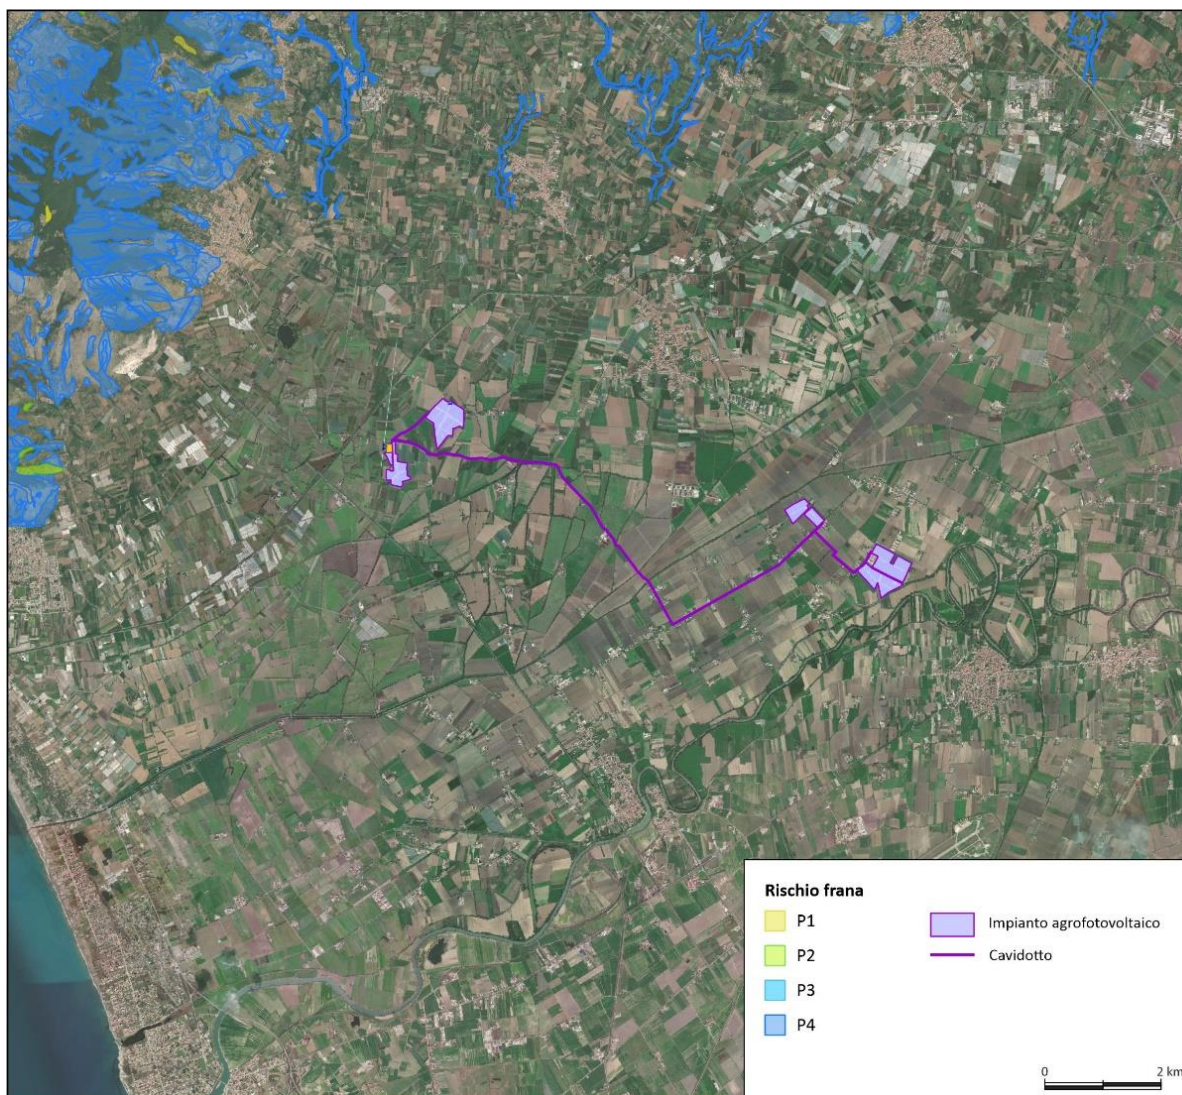 Rischio frana
P1
P2
P3
P4
Impianto agrofotovoltaico
Cavidotto
0 2 km